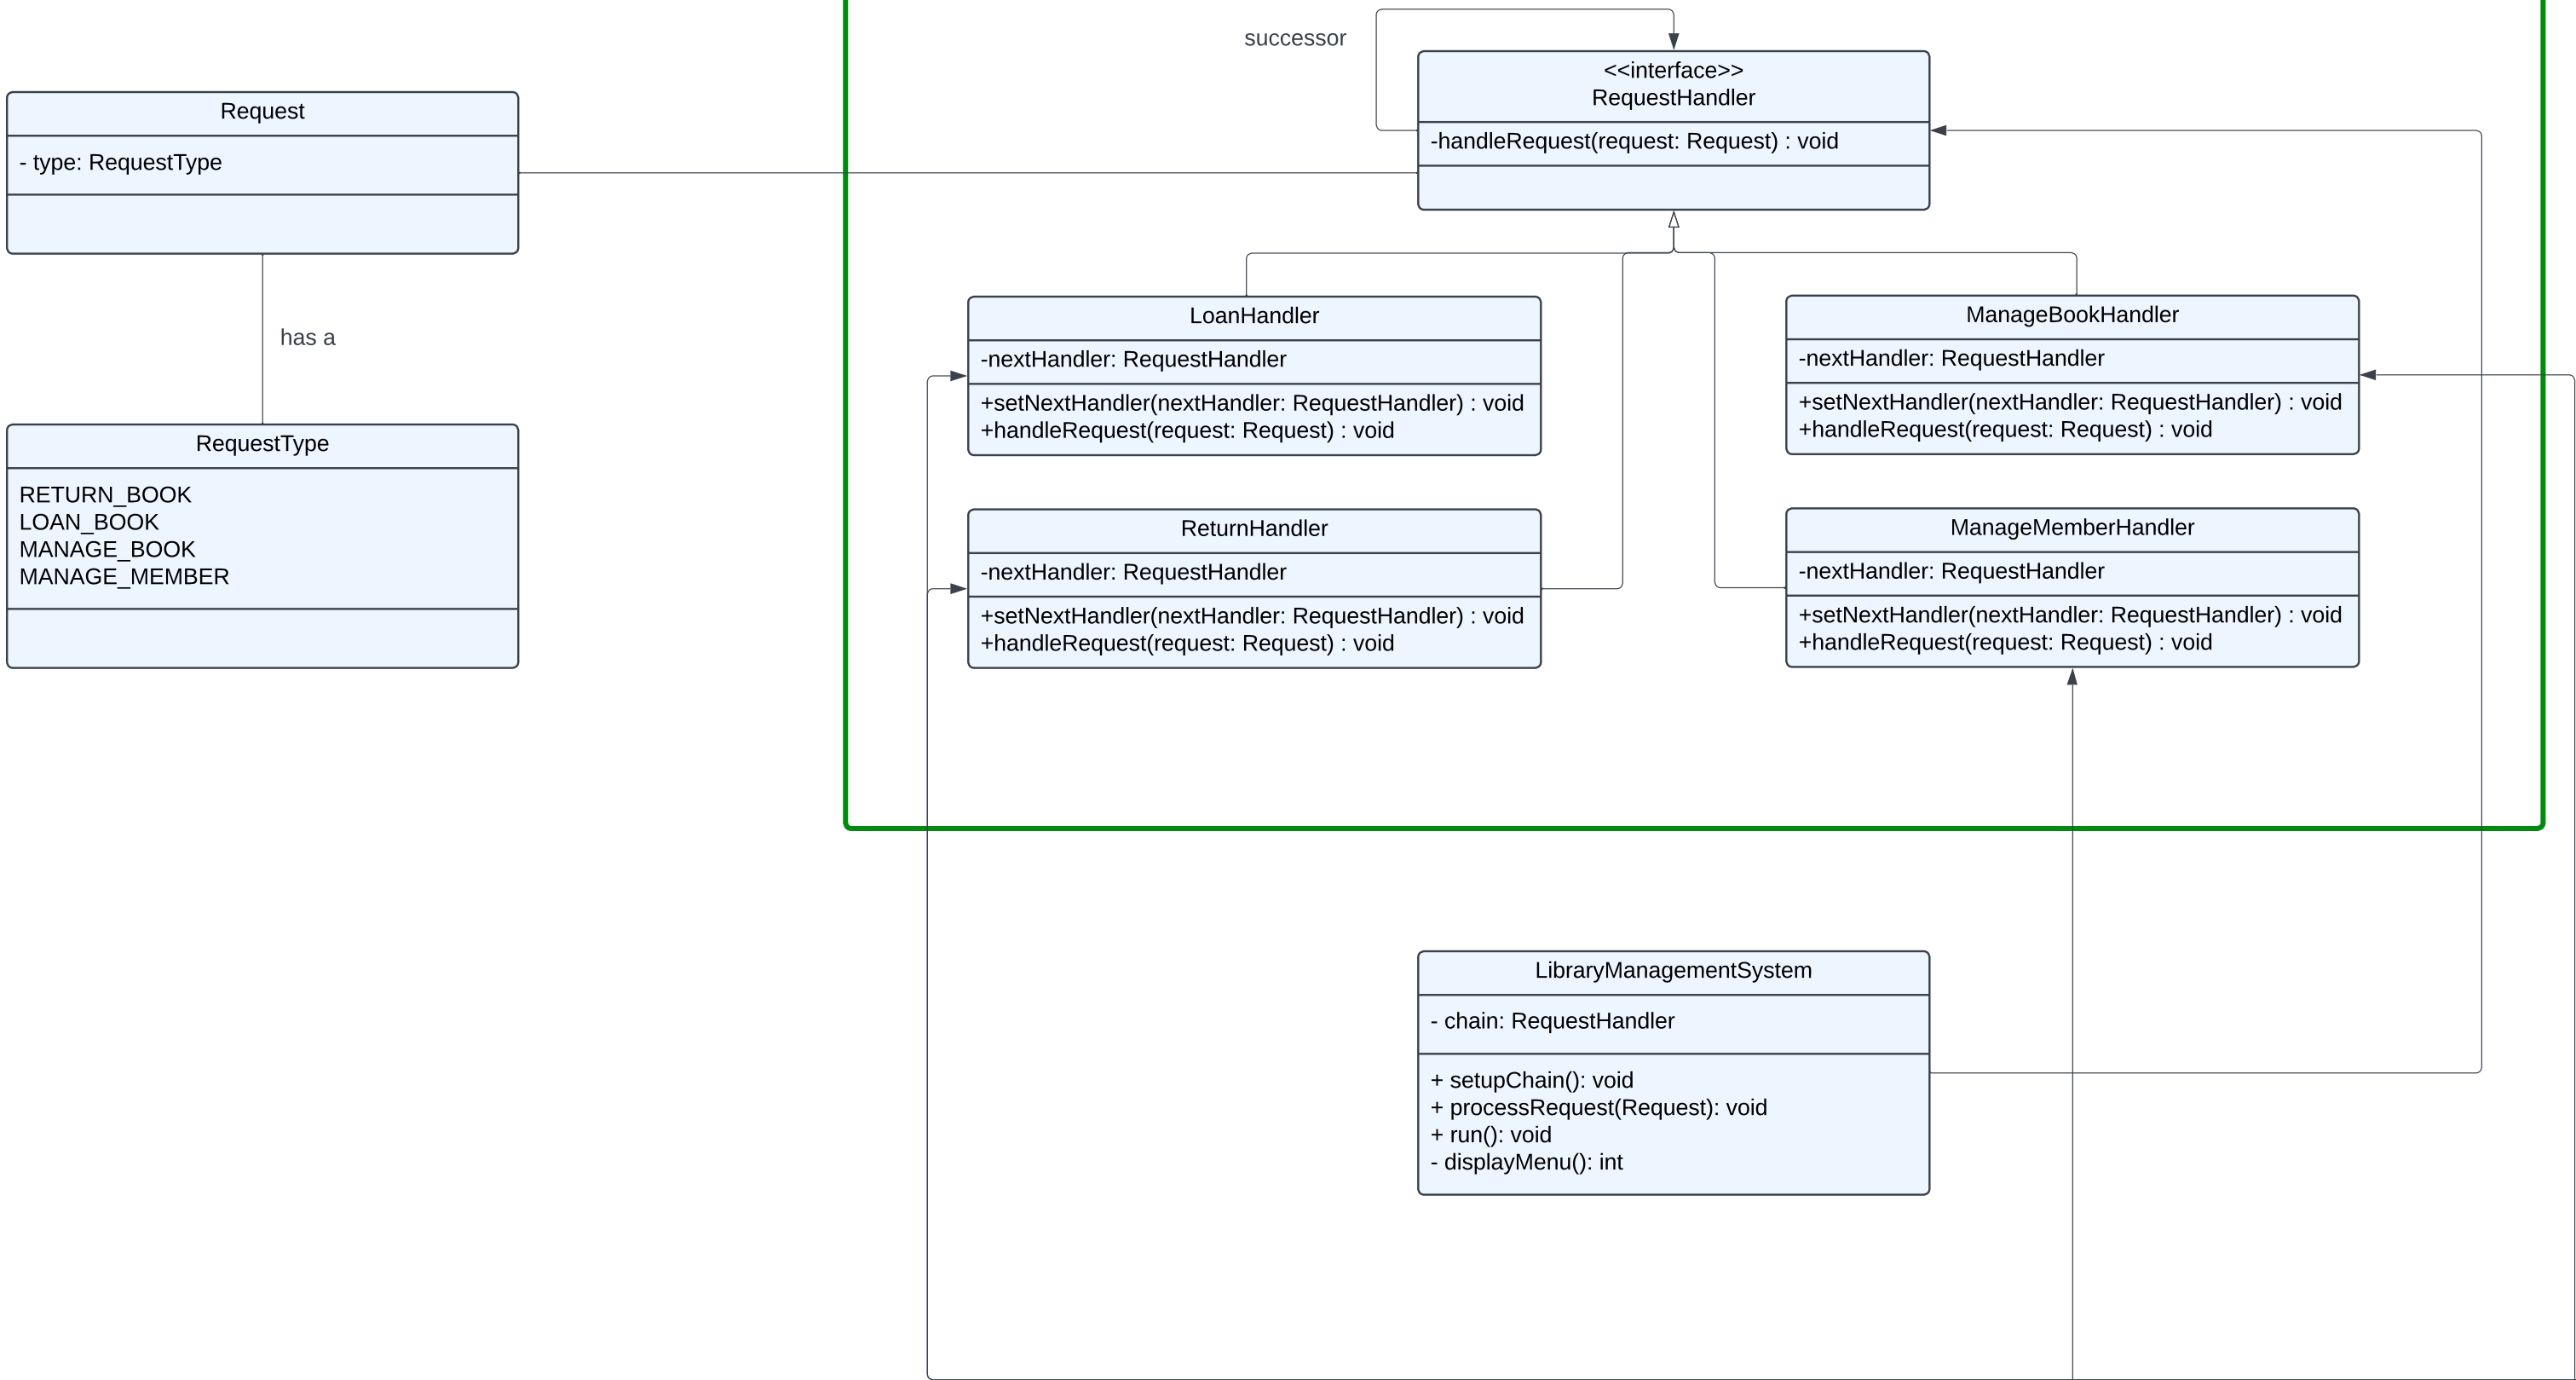 successor
<<interface>>
RequestHandler
-handleRequest(request: Request) : void
Request
- type: RequestType
has a
RequestType
RETURN_BOOK
LOAN_BOOK
MANAGE_BOOK
MANAGE_MEMBER
LoanHandler
-nextHandler: RequestHandler
+setNextHandler(nextHandler: RequestHandler) : void
+handleRequest(request: Request) : void
ManageBookHandler
-nextHandler: RequestHandler
+setNextHandler(nextHandler: RequestHandler) : void
+handleRequest(request: Request) : void
ReturnHandler
-nextHandler: RequestHandler
+setNextHandler(nextHandler: RequestHandler) : void
+handleRequest(request: Request) : void
ManageMemberHandler
-nextHandler: RequestHandler
+setNextHandler(nextHandler: RequestHandler) : void
+handleRequest(request: Request) : void
LibraryManagementSystem
- chain: RequestHandler
+ setupChain(): void
+ processRequest(Request): void
+ run(): void
- displayMenu(): int